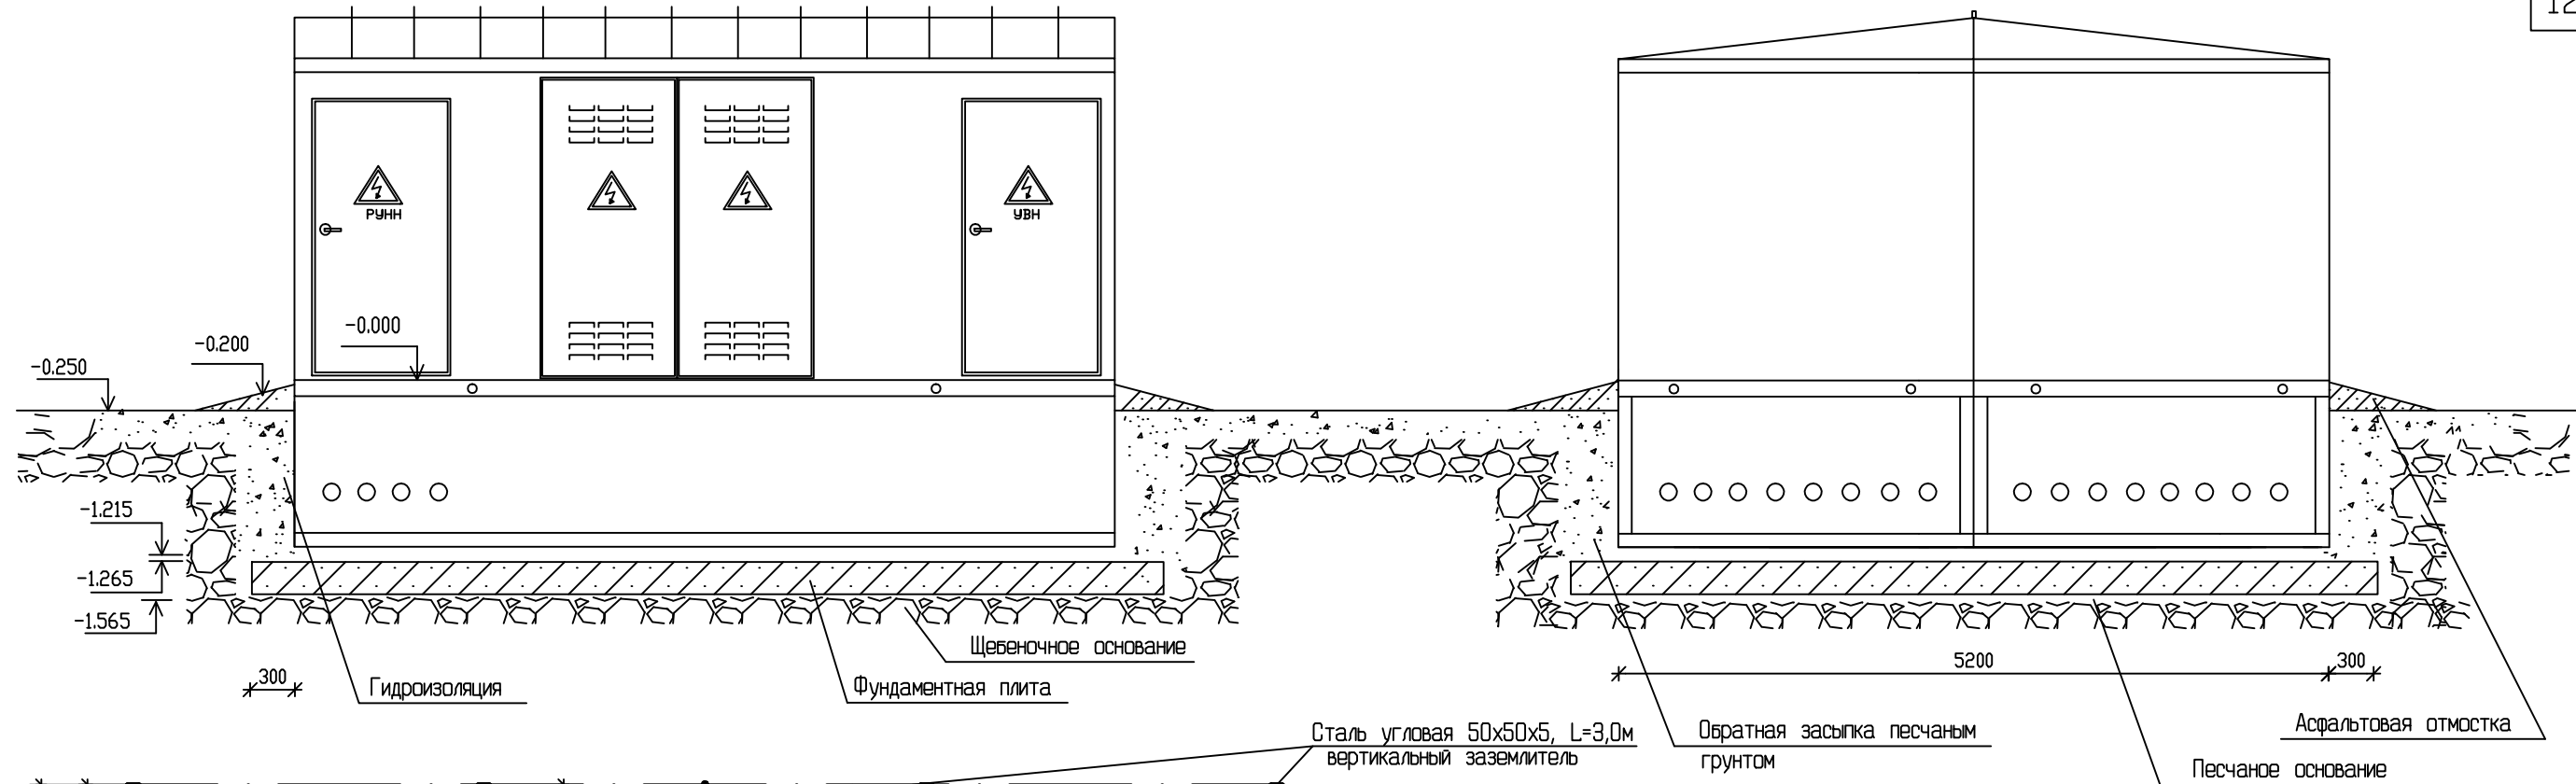 12
РУНН
УВН
-0.000
-0.200
-0.250
-1.215
-1.265
-1.565
300
Гидроизоляция
Фундаментная плита
Щебеночное основание
5200
300
Сталь угловая 50х50х5, L=3,0м
вертикальный заземлитель
Обратная засыпка песчаным
грунтом
Асфальтовая отмостка
Песчаное основание